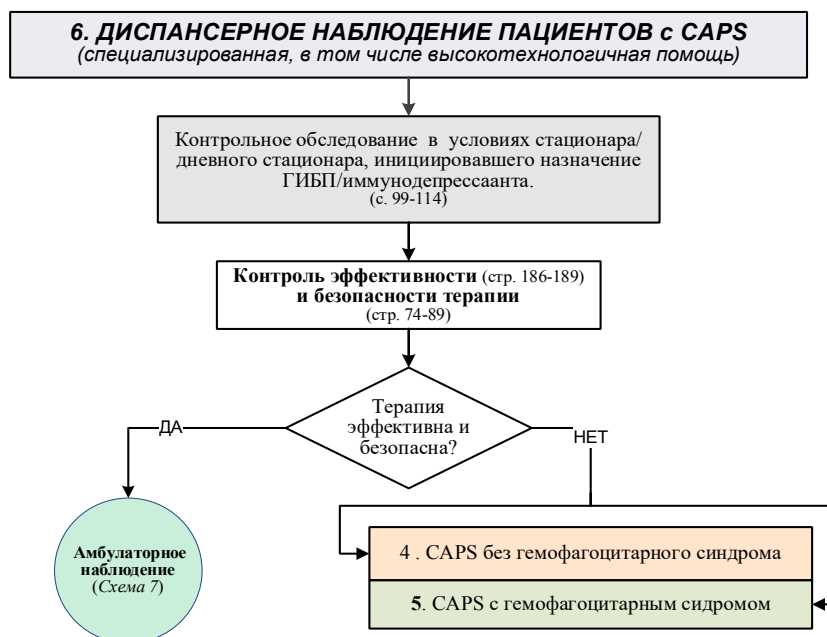 6. ДИСПАНСЕРНОЕ НАБЛЮДЕНИЕ ПАЦИЕНТОВ с CAPS
(специализированная, в том числе высокотехнологичная помощь)
Контрольное обследование в условиях стационара/
дневного стационара, инициировавшего назначение
ГИБП/иммунодепрессаанта.
(с. 99-114)
Контроль эффективности (стр. 186-189)
и безопасности терапии
(стр. 74-89)
Терапия
эффективна и
безопасна?
ДА
НЕТ
Амбулаторное
наблюдение
(Схема 7)
4 . CAPS без гемофагоцитарного синдрома
5. CAPS с гемофагоцитарным сидромом